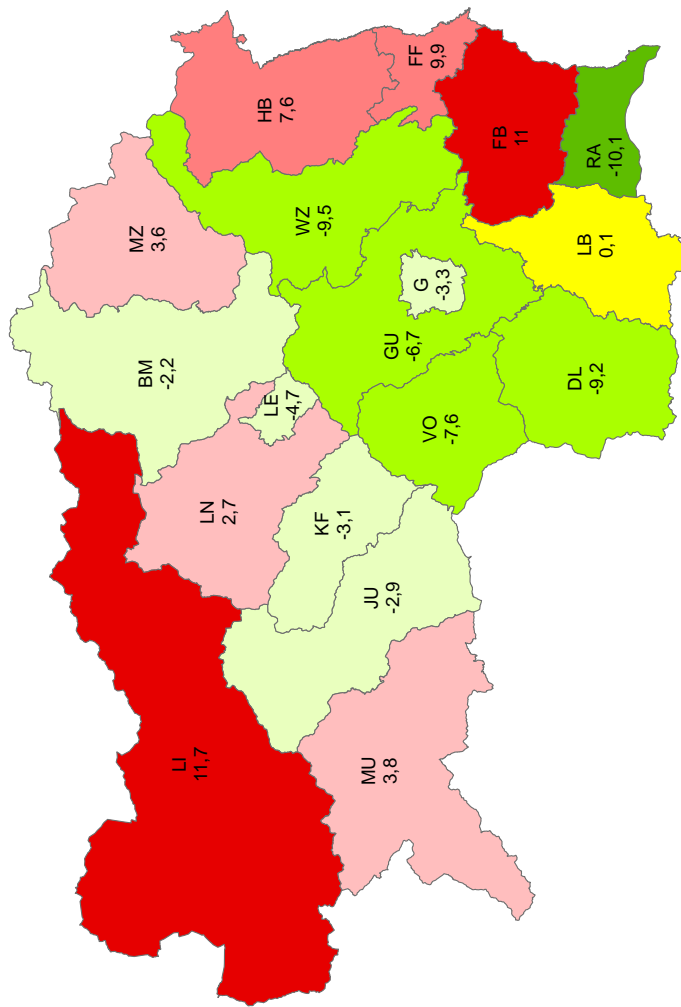 LI
11,7
BM
-2,2
MZ
3,6
LN
2,7
LE
-4,7
HB
7,6
KF
-3,1
WZ
-9,5
MU
3,8
JU
-2,9
GU
-6,7
VO
-7,6
G
-3,3
FF
9,9
FB
11
DL
-9,2
LB
0,1
RA
-10,1